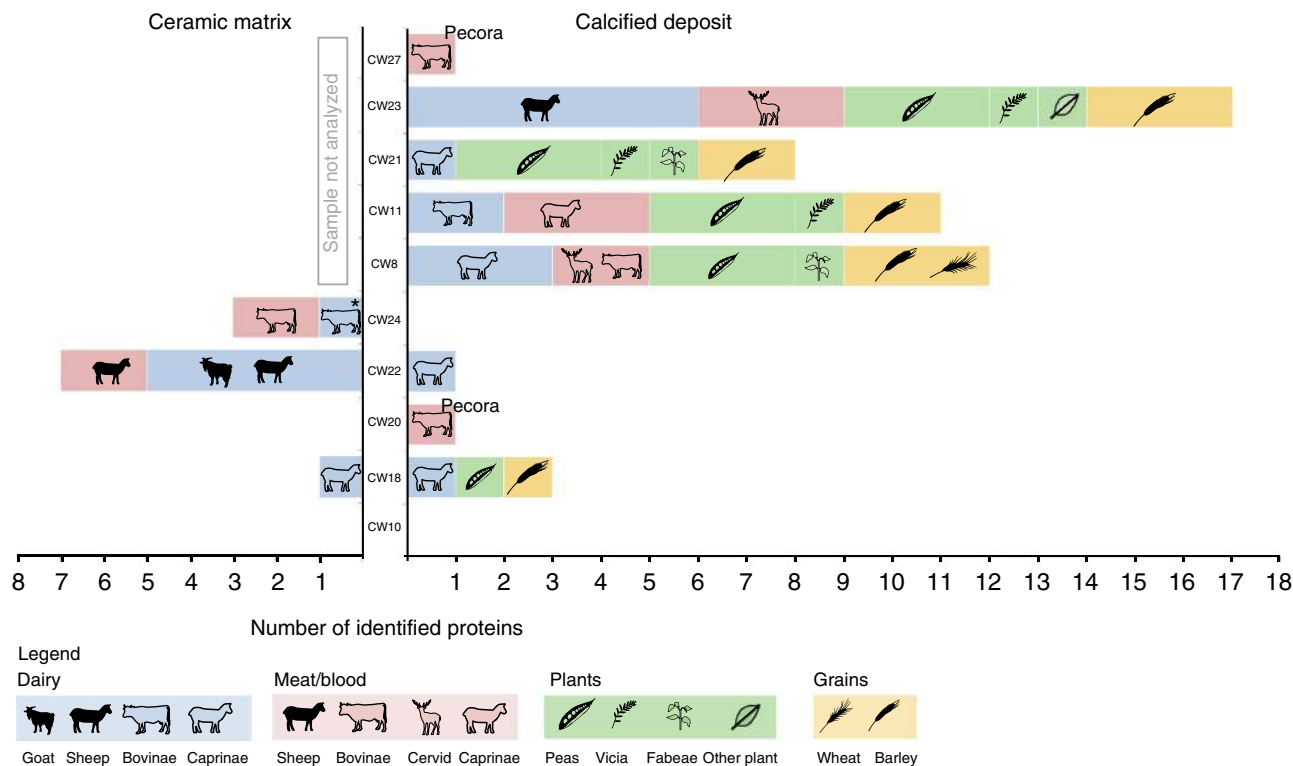 Ceramic matrix
Calcified deposit
Sample not analyzed
Pecora
CW27
CW23
CW21
CW11
CW8
*
CW24
CW22
Pecora
CW20
CW18
CW10
8 7 6 5 4 3 2 1
1 2 3 4 5 6 7 8 9 10 11 12 13 14 15 16 17 18
Number of identified proteins
Legend
Dairy
Goat Sheep Bovinae Caprinae
Meat/blood
Sheep Bovinae Cervid Caprinae
Plants
Peas Vicia Fabeae Other plant
Grains
Wheat Barley